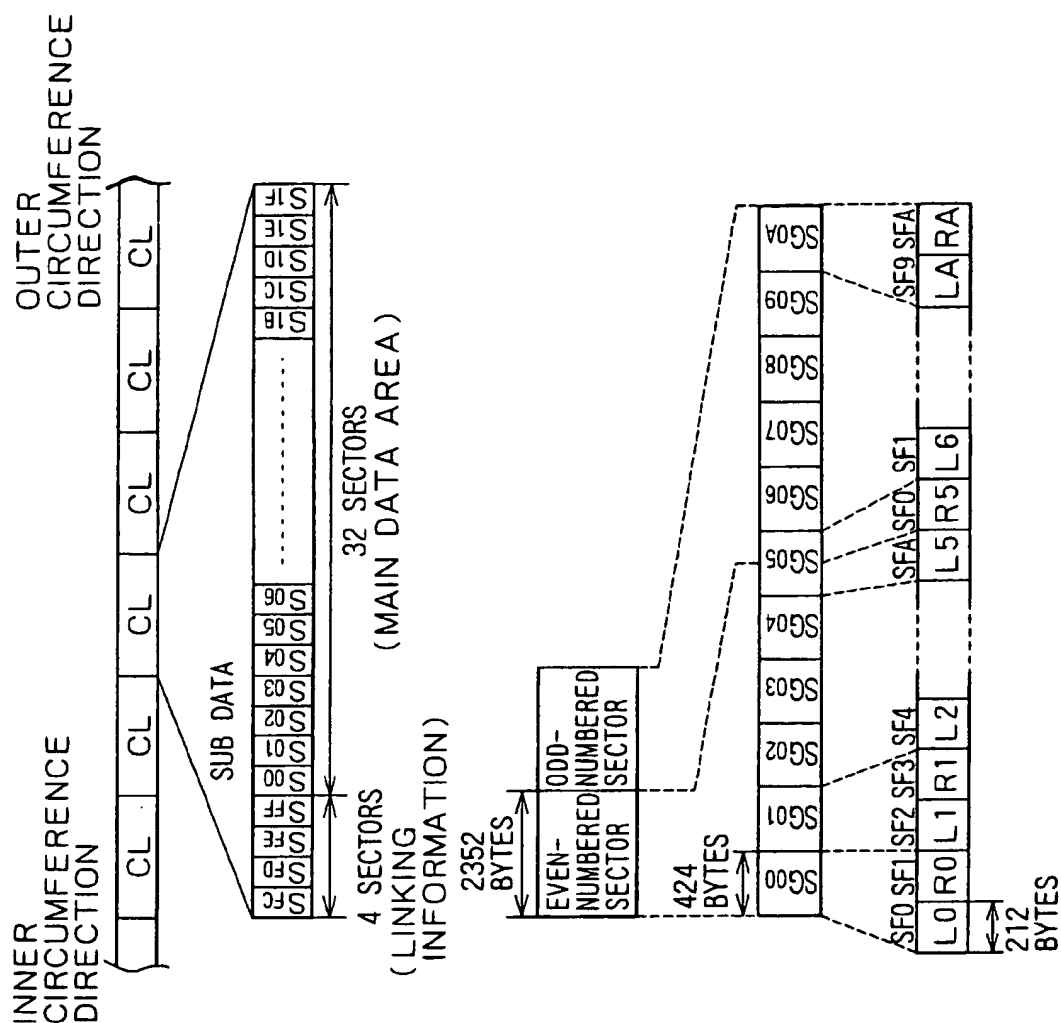 INNER
CIRCUMFERENCE
DIRECTION
OUTER
CIRCUMFERENCE
DIRECTION
CL CL CL CL CL CL CL
SUB DATA
SFC SFD SFE SFF S00 S01 S02 S03 S04 S05 S06 ········ S1B S1C S1D S1E S1F
4 SECTORS
(LINKING
INFORMATION)
32 SECTORS
(MAIN DATA AREA)
2352
BYTES
EVEN-
NUMBERED
SECTOR
ODD-
NUMBERED
SECTOR
424
BYTES
SG00 SG01 SG02 SG03 SG04 SG05 SG06 SG07 SG08 SG09 SG0A
SF0 SF1 SF2 SF3 SF4 SFA SF0 SF1 SF9 SFA
L0 R0 L1 R1 L2 L5 R5 L6 LA RA
212
BYTES